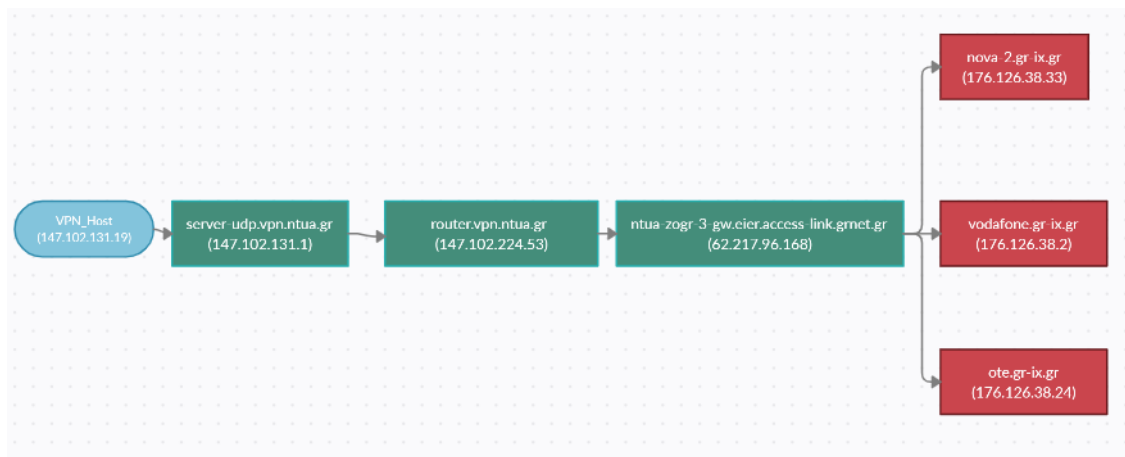 VPN_Host
(147.102.131.19)
server-udp.vpn.ntua.gr
(147.102.131.1)
router.vpn.ntua.gr
(147.102.224.53)
ntua-zogr-3-gw.eier.access-link.grnet.gr
(62.217.96.168)
nova-2.gr-ix.gr
(176.126.38.33)
vodafone.gr-ix.gr
(176.126.38.2)
ote.gr-ix.gr
(176.126.38.24)